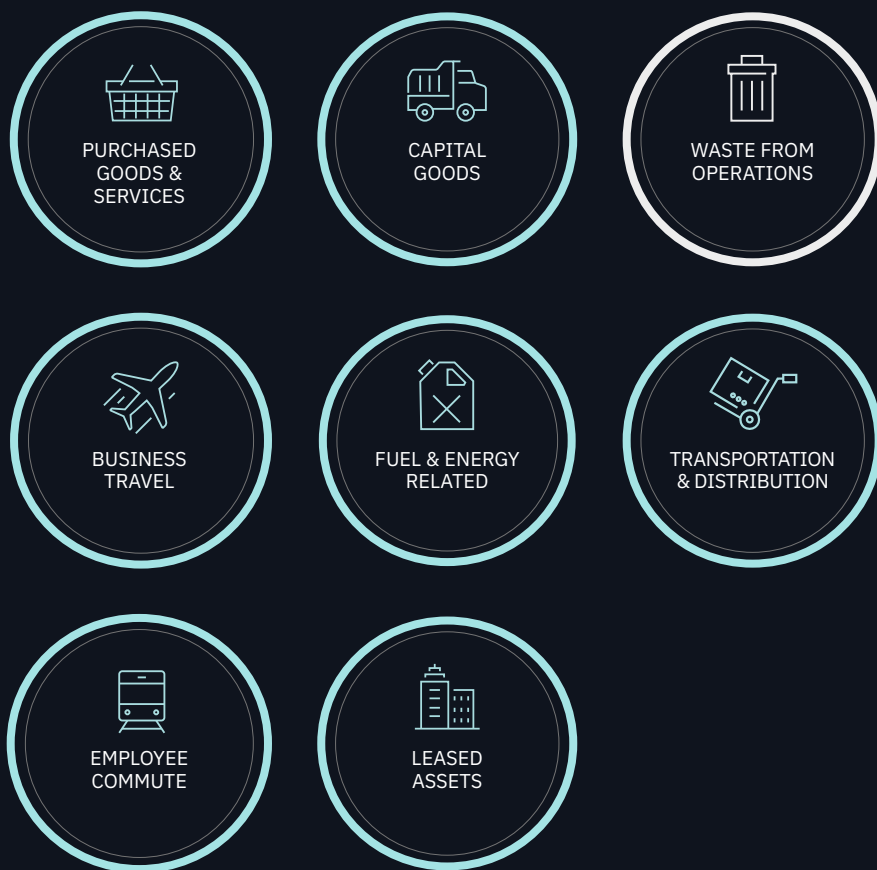 PURCHASED
GOODS &
SERVICES
CAPITAL
GOODS
WASTE FROM
OPERATIONS
BUSINESS
TRAVEL
FUEL & ENERGY
RELATED
TRANSPORTATION
& DISTRIBUTION
EMPLOYEE
COMMUTE
LEASED
ASSETS